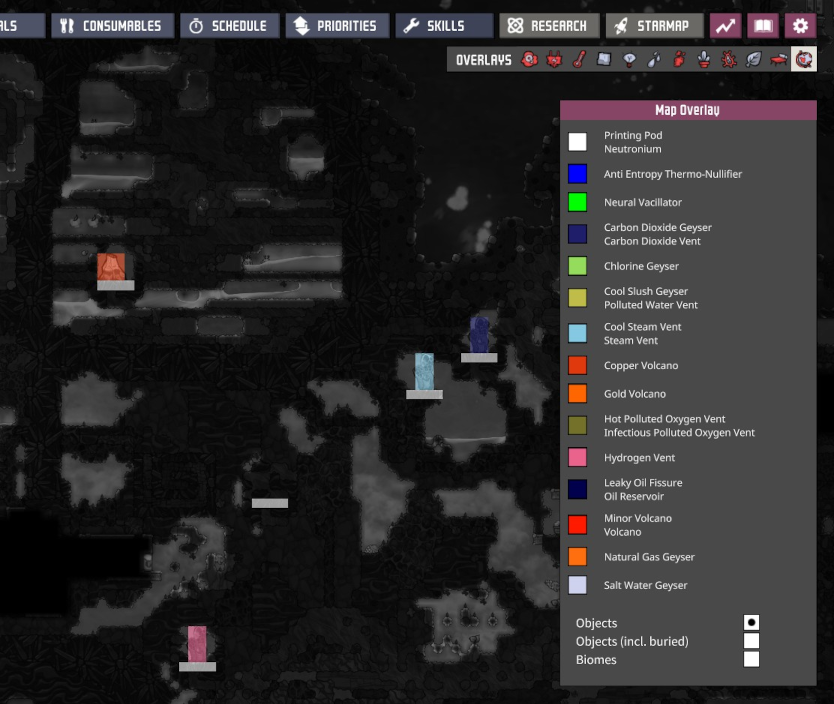 ALS
CONSUMABLES
SCHEDULE
PRIORITIES
SKILLS
RESEARCH
STARMAP
OVERLAYS
Map Overlay
Printing Pod
Neutronium
Anti Entropy Thermo-Nullifier
Neural Vacillator
Carbon Dioxide Geyser
Carbon Dioxide Vent
Chlorine Geyser
Cool Slush Geyser
Polluted Water Vent
Cool Steam Vent
Steam Vent
Copper Volcano
Gold Volcano
Hot Polluted Oxygen Vent
Infectious Polluted Oxygen Vent
Hydrogen Vent
Leaky Oil Fissure
Oil Reservoir
Minor Volcano
Volcano
Natural Gas Geyser
Salt Water Geyser
Objects
Objects (incl. buried)
Biomes